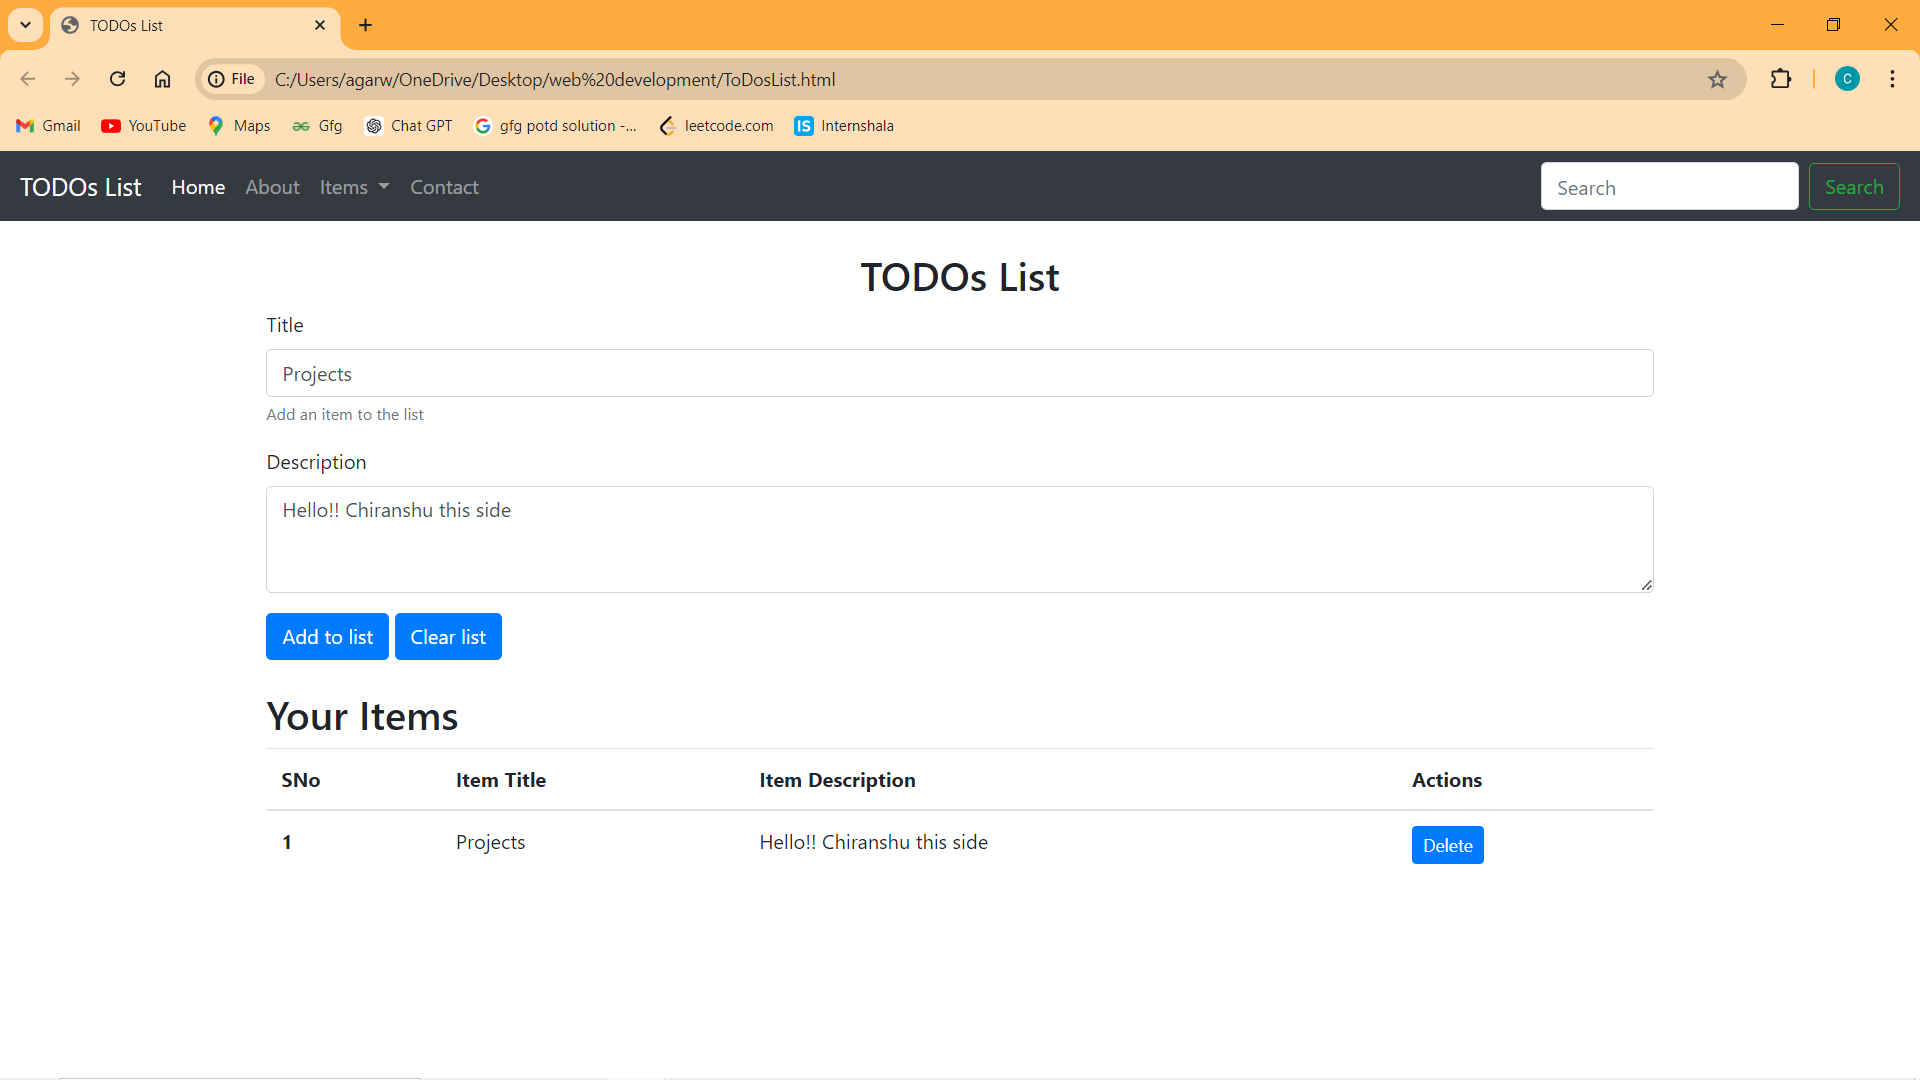 TODOs List
File C:/Users/agarw/OneDrive/Desktop/web%20development/ToDosList.html C
Gmail YouTube Maps Gfg Chat GPT gfg potd solution -... leetcode.com IS Internshala
TODOs List Home About Items Contact Search Search
TODOs List
Title
Projects
Add an item to the list
Description
Hello!! Chiranshu this side
Add to list Clear list
Your Items
SNo Item Title Item Description Actions
1 Projects Hello!! Chiranshu this side Delete